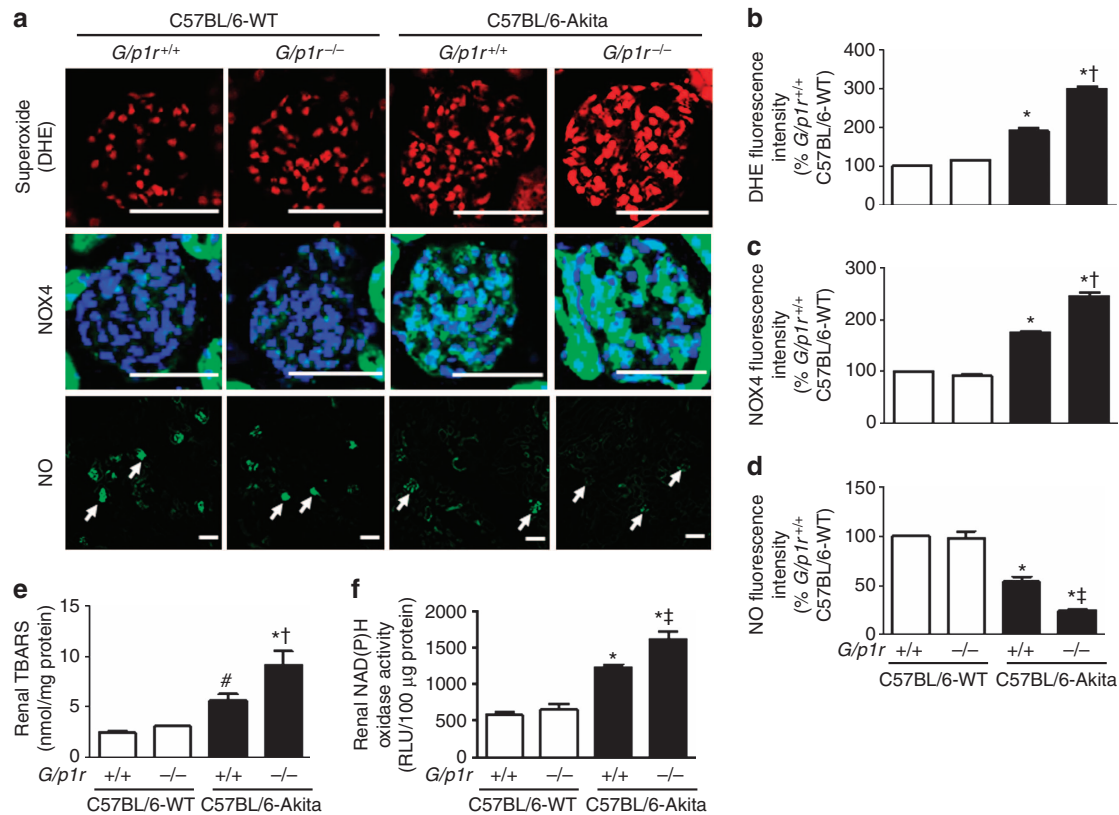 a
C57BL/6-WT
C57BL/6-Akita
G/p1r+/+
G/p1r–/–
G/p1r+/+
G/p1r–/–
Superoxide
(DHE)
NOX4
NO
b
DHE fluorescence
intensity
(% G/p1r+/+
C57BL/6-WT)
400
300
200
100
0
*
*†
c
NOX4 fluorescence
intensity
(% G/p1r+/+
C57BL/6-WT)
300
200
100
0
*
*†
d
NO fluorescence
intensity
(% G/p1r+/+
C57BL/6-WT)
150
100
50
0
*
*‡
G/p1r +/+ –/– +/+ –/–
C57BL/6-WT C57BL/6-Akita
e
Renal TBARS
(nmol/mg protein)
15
10
5
0
#
*†
G/p1r +/+ –/– +/+ –/–
C57BL/6-WT C57BL/6-Akita
f
Renal NAD(P)H
oxidase activity
(RLU/100 µg protein)
2000
1500
1000
500
0
*
*‡
G/p1r +/+ –/– +/+ –/–
C57BL/6-WT C57BL/6-Akita